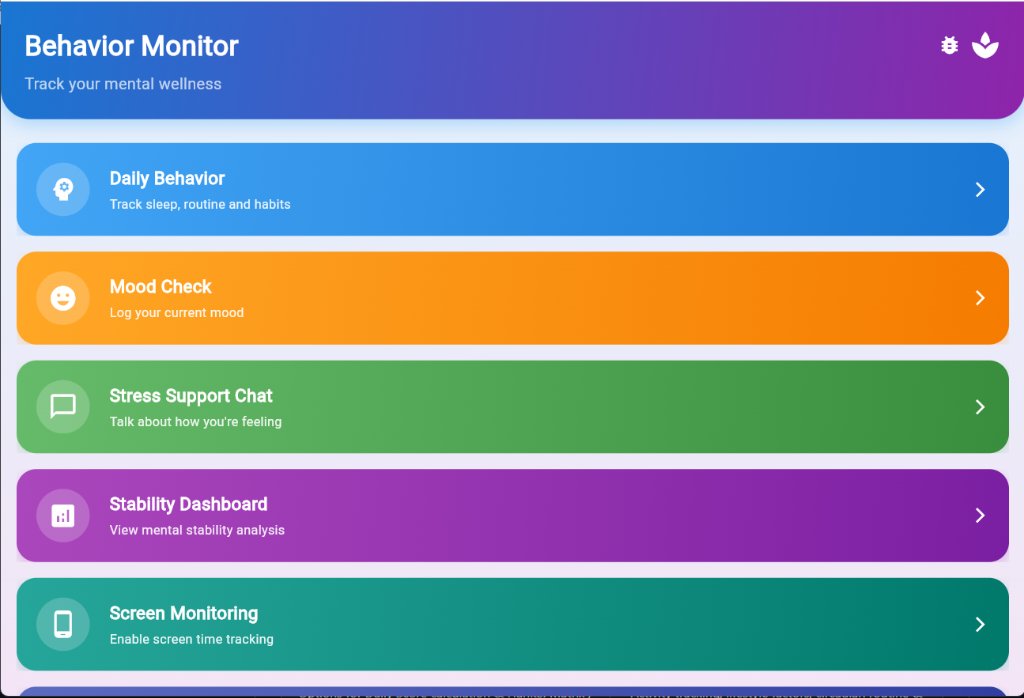 Behavior Monitor
Track your mental wellness
Daily Behavior
Track sleep, routine and habits
Mood Check
Log your current mood
Stress Support Chat
Talk about how you're feeling
Stability Dashboard
View mental stability analysis
Screen Monitoring
Enable screen time tracking